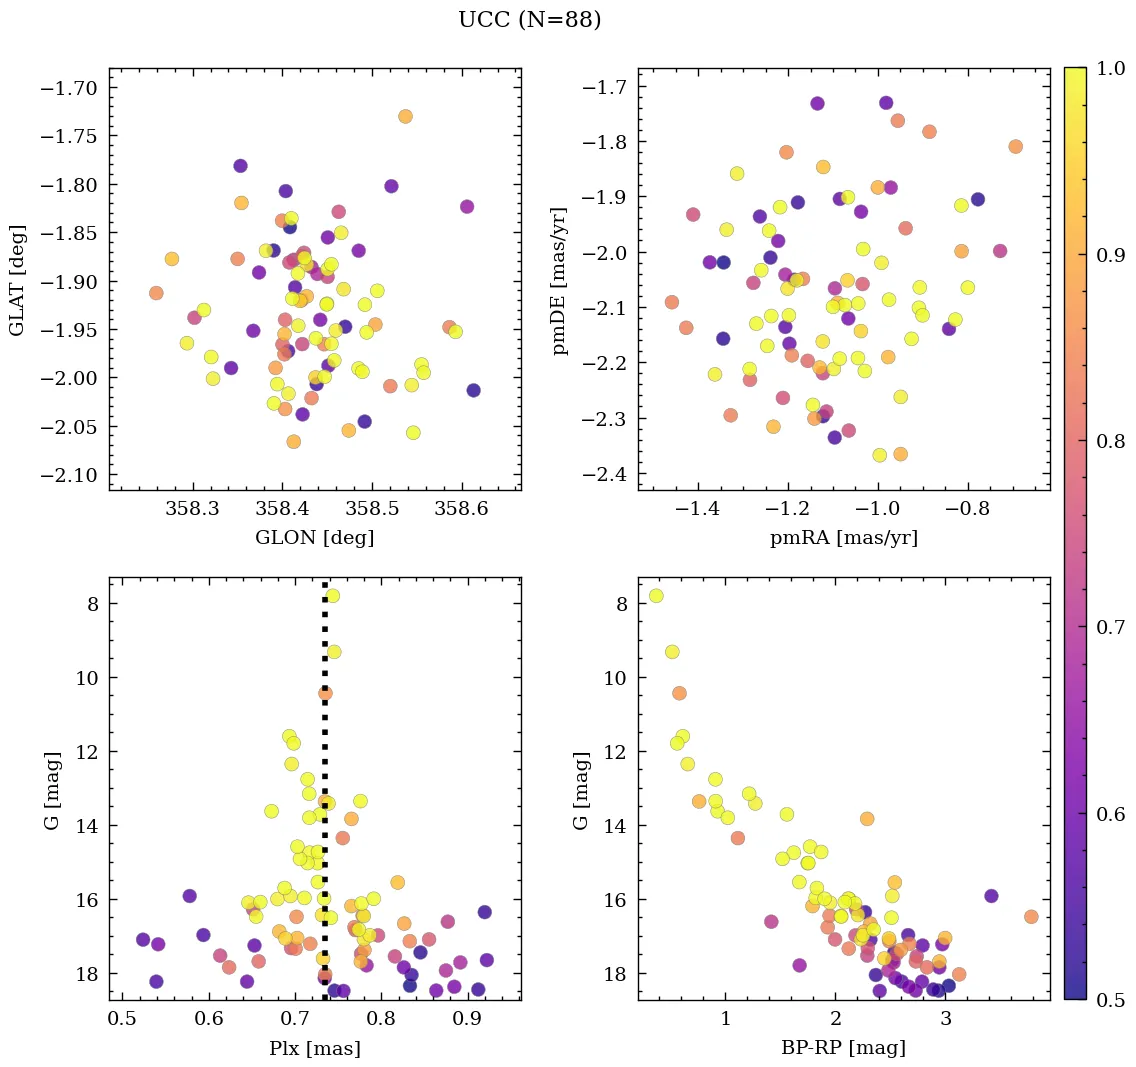 UCC (N=88)
−1.70
−1.75
−1.80
−1.85
−1.90
−1.95
−2.00
−2.05
−2.10
GLAT [deg]
358.3 358.4 358.5 358.6
GLON [deg]
−1.7
−1.8
−1.9
−2.0
−2.1
−2.2
−2.3
−2.4
pmDE [mas/yr]
−1.4 −1.2 −1.0 −0.8
pmRA [mas/yr]
1.0
0.9
0.8
0.7
0.6
0.5
8
10
12
14
16
18
G [mag]
0.5 0.6 0.7 0.8 0.9
Plx [mas]
8
10
12
14
16
18
G [mag]
1 2 3
BP-RP [mag]